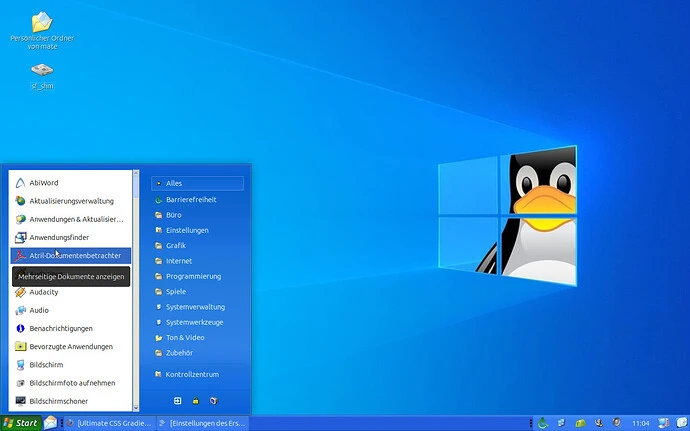 Persönlicher Ordner
von mate
sf_shm
AbiWord
Aktualisierungsverwaltung
Anwendungen & Aktualisier...
Anwendungsfinder
Atril-Dokumentenbetrachter
Mehrseitige Dokumente anzeigen
Audacity
Audio
Benachrichtigungen
Bevorzugte Anwendungen
Bildschirm
Bildschirmfoto aufnehmen
Bildschirmschoner
Alles
Barrierefreiheit
Büro
Einstellungen
Grafik
Internet
Programmierung
Spiele
Systemverwaltung
Systemwerkzeuge
Ton & Video
Zubehör
Kontrollzentrum
Start
[Ultimate CSS Gradie...
[Einstellungen des Ers...
11:04